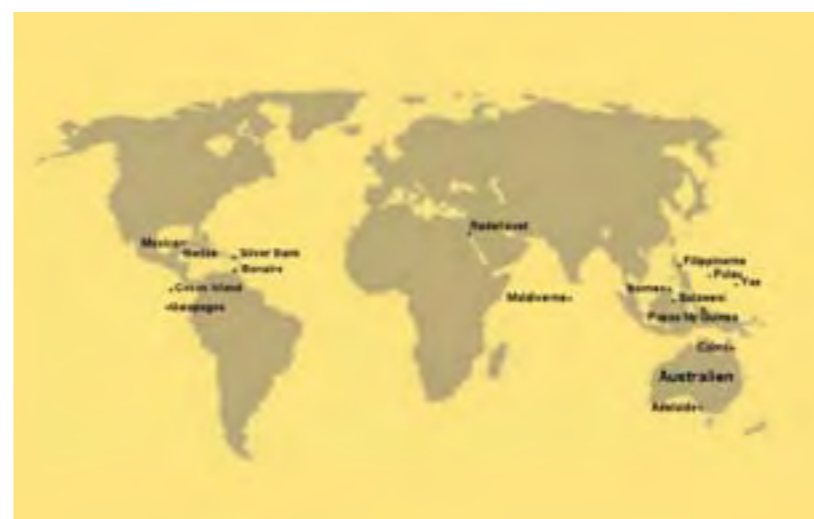 Rødehavet
Mexico
Belize
Silver Bank
Bonaire
Filippinerne
Palau
Yap
Cocos Island
Borneo
Galapagos
Maldiverne
Sulawesi
Papua Ny Guinea
Cairns
Australien
Adelaide